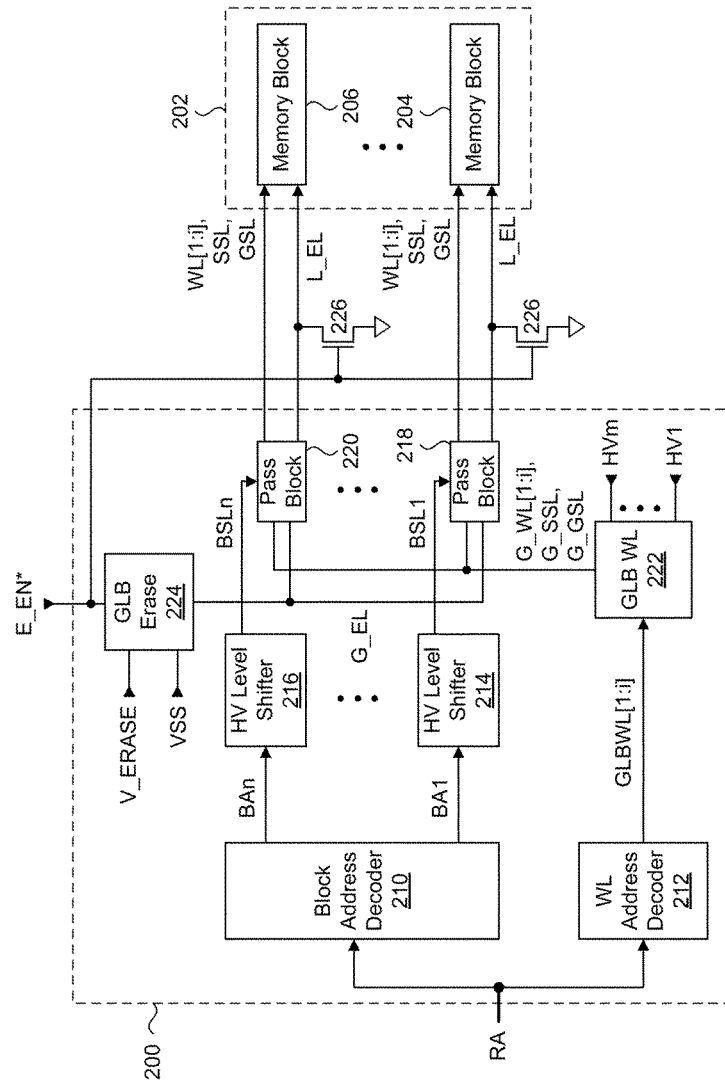 200
RA
Block
Address
Decoder
210
WL
Address
Decoder
212
BAn
BA1
GLBWL[1:i]
V_ERASE
VSS
E_EN*
GLB
Erase
224
HV Level
Shifter
216
G_EL
HV Level
Shifter
214
BSLn
BSL1
Pass
Block
220
218
Pass
Block
G_WL[1:i],
G_SSL,
G_GSL
GLB WL
222
HVm
HV1
226
226
WL[1:i],
SSL,
GSL
L_EL
WL[1:i],
SSL,
GSL
L_EL
202
Memory Block
206
204
Memory Block